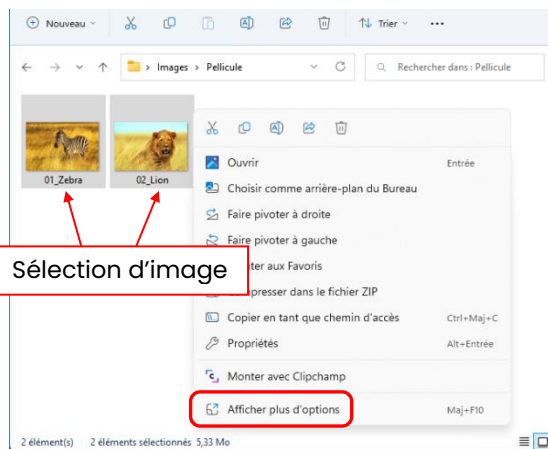 Nouveau Trier
Images > Pellicule Rechercher dans : Pellicule
01_Zebra 02_Lion
Ouvrir Entrée
Choisir comme arrière-plan du Bureau
Faire pivoter à droite
Faire pivoter à gauche
Sélection d'image
aux Favoris
dans le fichier ZIP
Copier en tant que chemin d'accès Ctrl+Maj+C
Propriétés Alt+Entrée
Monter avec Clipchamp
Afficher plus d'options Maj+F10
2 élément(s) 2 éléments sélectionnés 5,33 Mo